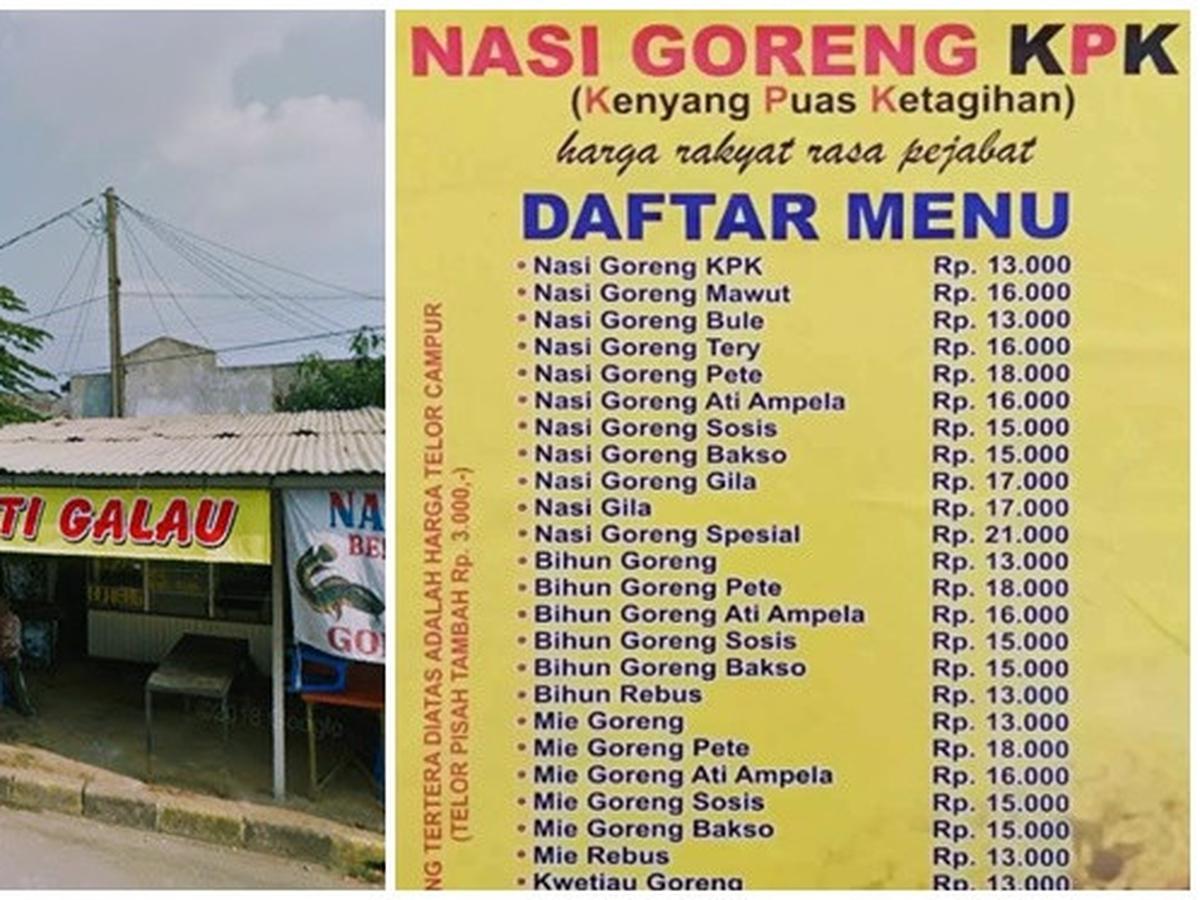 TI GALAU
NA
BE
GO
NASI GORENG KPK
(Kenyang Puas Ketagihan)
harga rakyat rasa pejabat
DAFTAR MENU
• Nasi Goreng KPK Rp. 13.000
• Nasi Goreng Mawut Rp. 16.000
• Nasi Goreng Bule Rp. 13.000
• Nasi Goreng Tery Rp. 16.000
• Nasi Goreng Pete Rp. 18.000
• Nasi Goreng Ati Ampela Rp. 16.000
• Nasi Goreng Sosis Rp. 15.000
• Nasi Goreng Bakso Rp. 15.000
• Nasi Goreng Gila Rp. 17.000
• Nasi Gila Rp. 17.000
• Nasi Goreng Spesial Rp. 21.000
• Bihun Goreng Rp. 13.000
• Bihun Goreng Pete Rp. 18.000
• Bihun Goreng Ati Ampela Rp. 16.000
• Bihun Goreng Sosis Rp. 15.000
• Bihun Goreng Bakso Rp. 15.000
• Bihun Rebus Rp. 13.000
• Mie Goreng Rp. 13.000
• Mie Goreng Pete Rp. 18.000
• Mie Goreng Ati Ampela Rp. 16.000
• Mie Goreng Sosis Rp. 15.000
• Mie Goreng Bakso Rp. 15.000
• Mie Rebus Rp. 13.000
• Kwetiau Goreng Rp. 13.000
NG TERTERA DIATAS ADALAH HARGA TELOR CAMPUR
(TELOR PISAH TAMBAH Rp. 3.000,-)